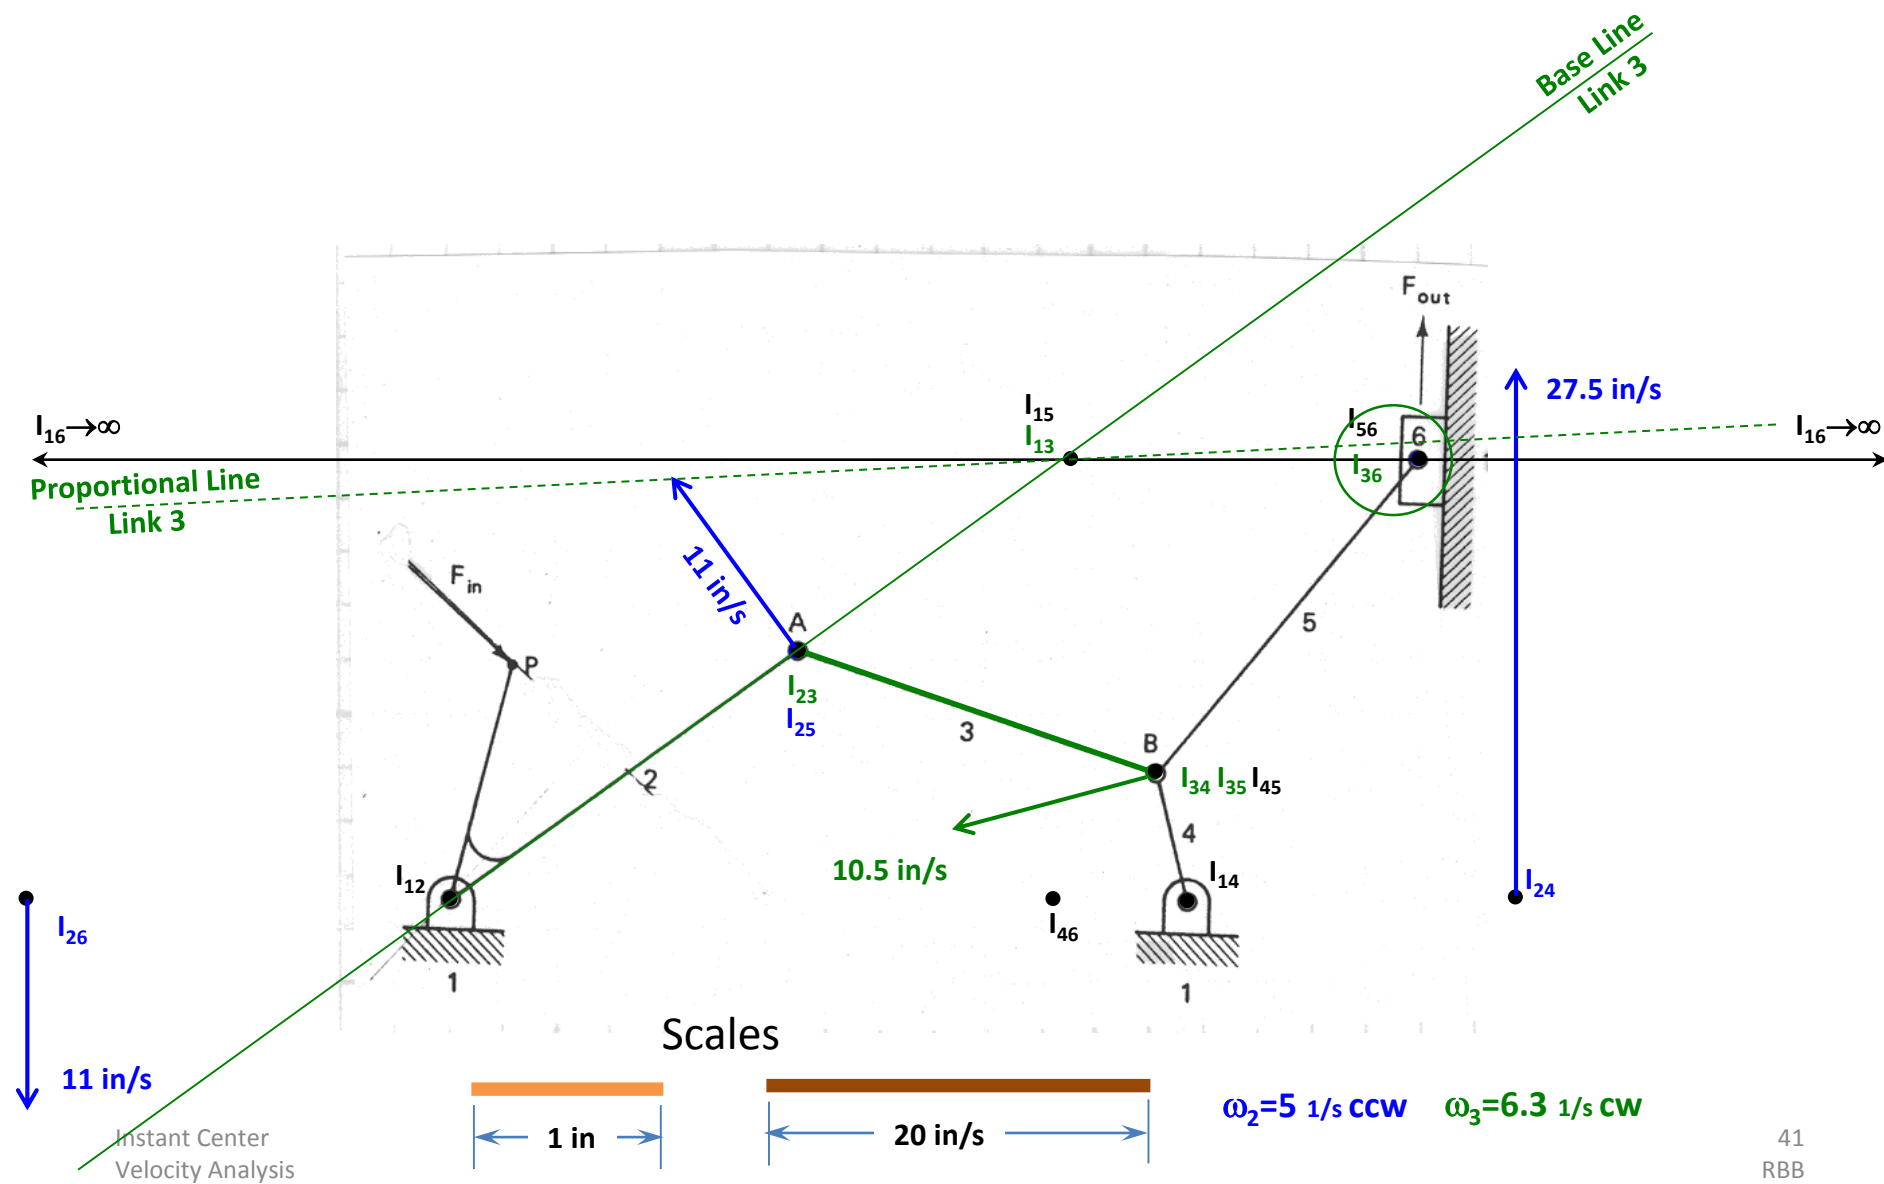 Base Line
Link 3
F_out
27.5 in/s
I_15
I_13
I_56
6
I_36
I_16→∞
I_16→∞
Proportional Line
Link 3
F_in
11 in/s
A
P
I_23
I_25
3
5
2
B
I_34 I_35 I_45
4
10.5 in/s
I_12
I_14
I_24
I_26
I_46
1
1
Scales
11 in/s
1 in
20 in/s
ω_2=5 1/s ccw
ω_3=6.3 1/s cw
Instant Center
Velocity Analysis
41
RBB